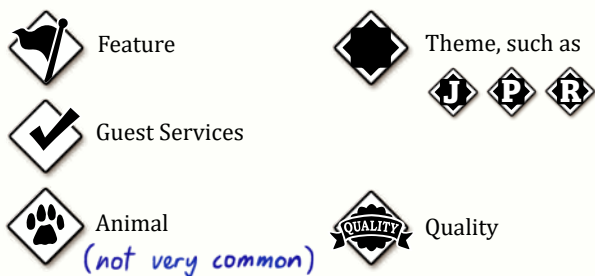 Feature
Guest Services
Animal
(not very common)
Theme, such as
J P R
QUALITY Quality